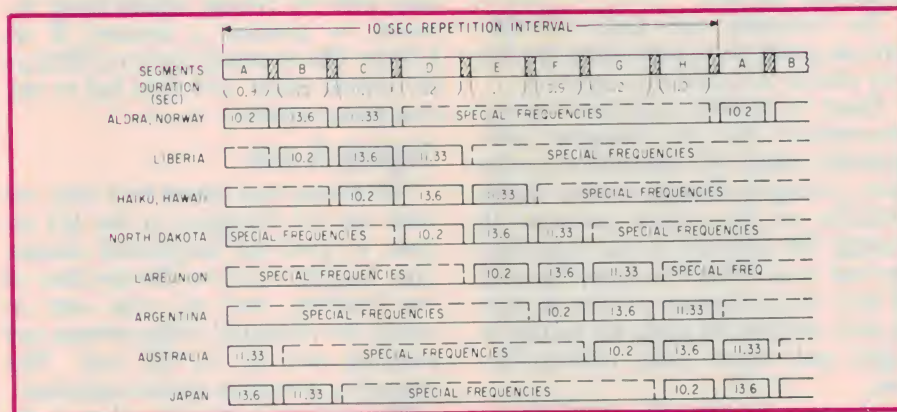 10 SEC REPETITION INTERVAL
SEGMENTS A B C D E F G H A B
DURATION (SEC) 0.9 1.0
ALDRA, NORWAY 10.2 13.6 11.33 SPECIAL FREQUENCIES 10.2
LIBERIA 10.2 13.6 11.33 SPECIAL FREQUENCIES
HAIKU, HAWAII 10.2 13.6 11.33 SPECIAL FREQUENCIES
NORTH DAKOTA SPECIAL FREQUENCIES 10.2 13.6 11.33 SPECIAL FREQUENCIES
LAREUNION SPECIAL FREQUENCIES 10.2 13.6 11.33 SPECIAL FREQ
ARGENTINA SPECIAL FREQUENCIES 10.2 13.6 11.33
AUSTRALIA 11.33 SPECIAL FREQUENCIES 10.2 13.6 11.33
JAPAN 13.6 11.33 SPECIAL FREQUENCIES 10.2 13.6